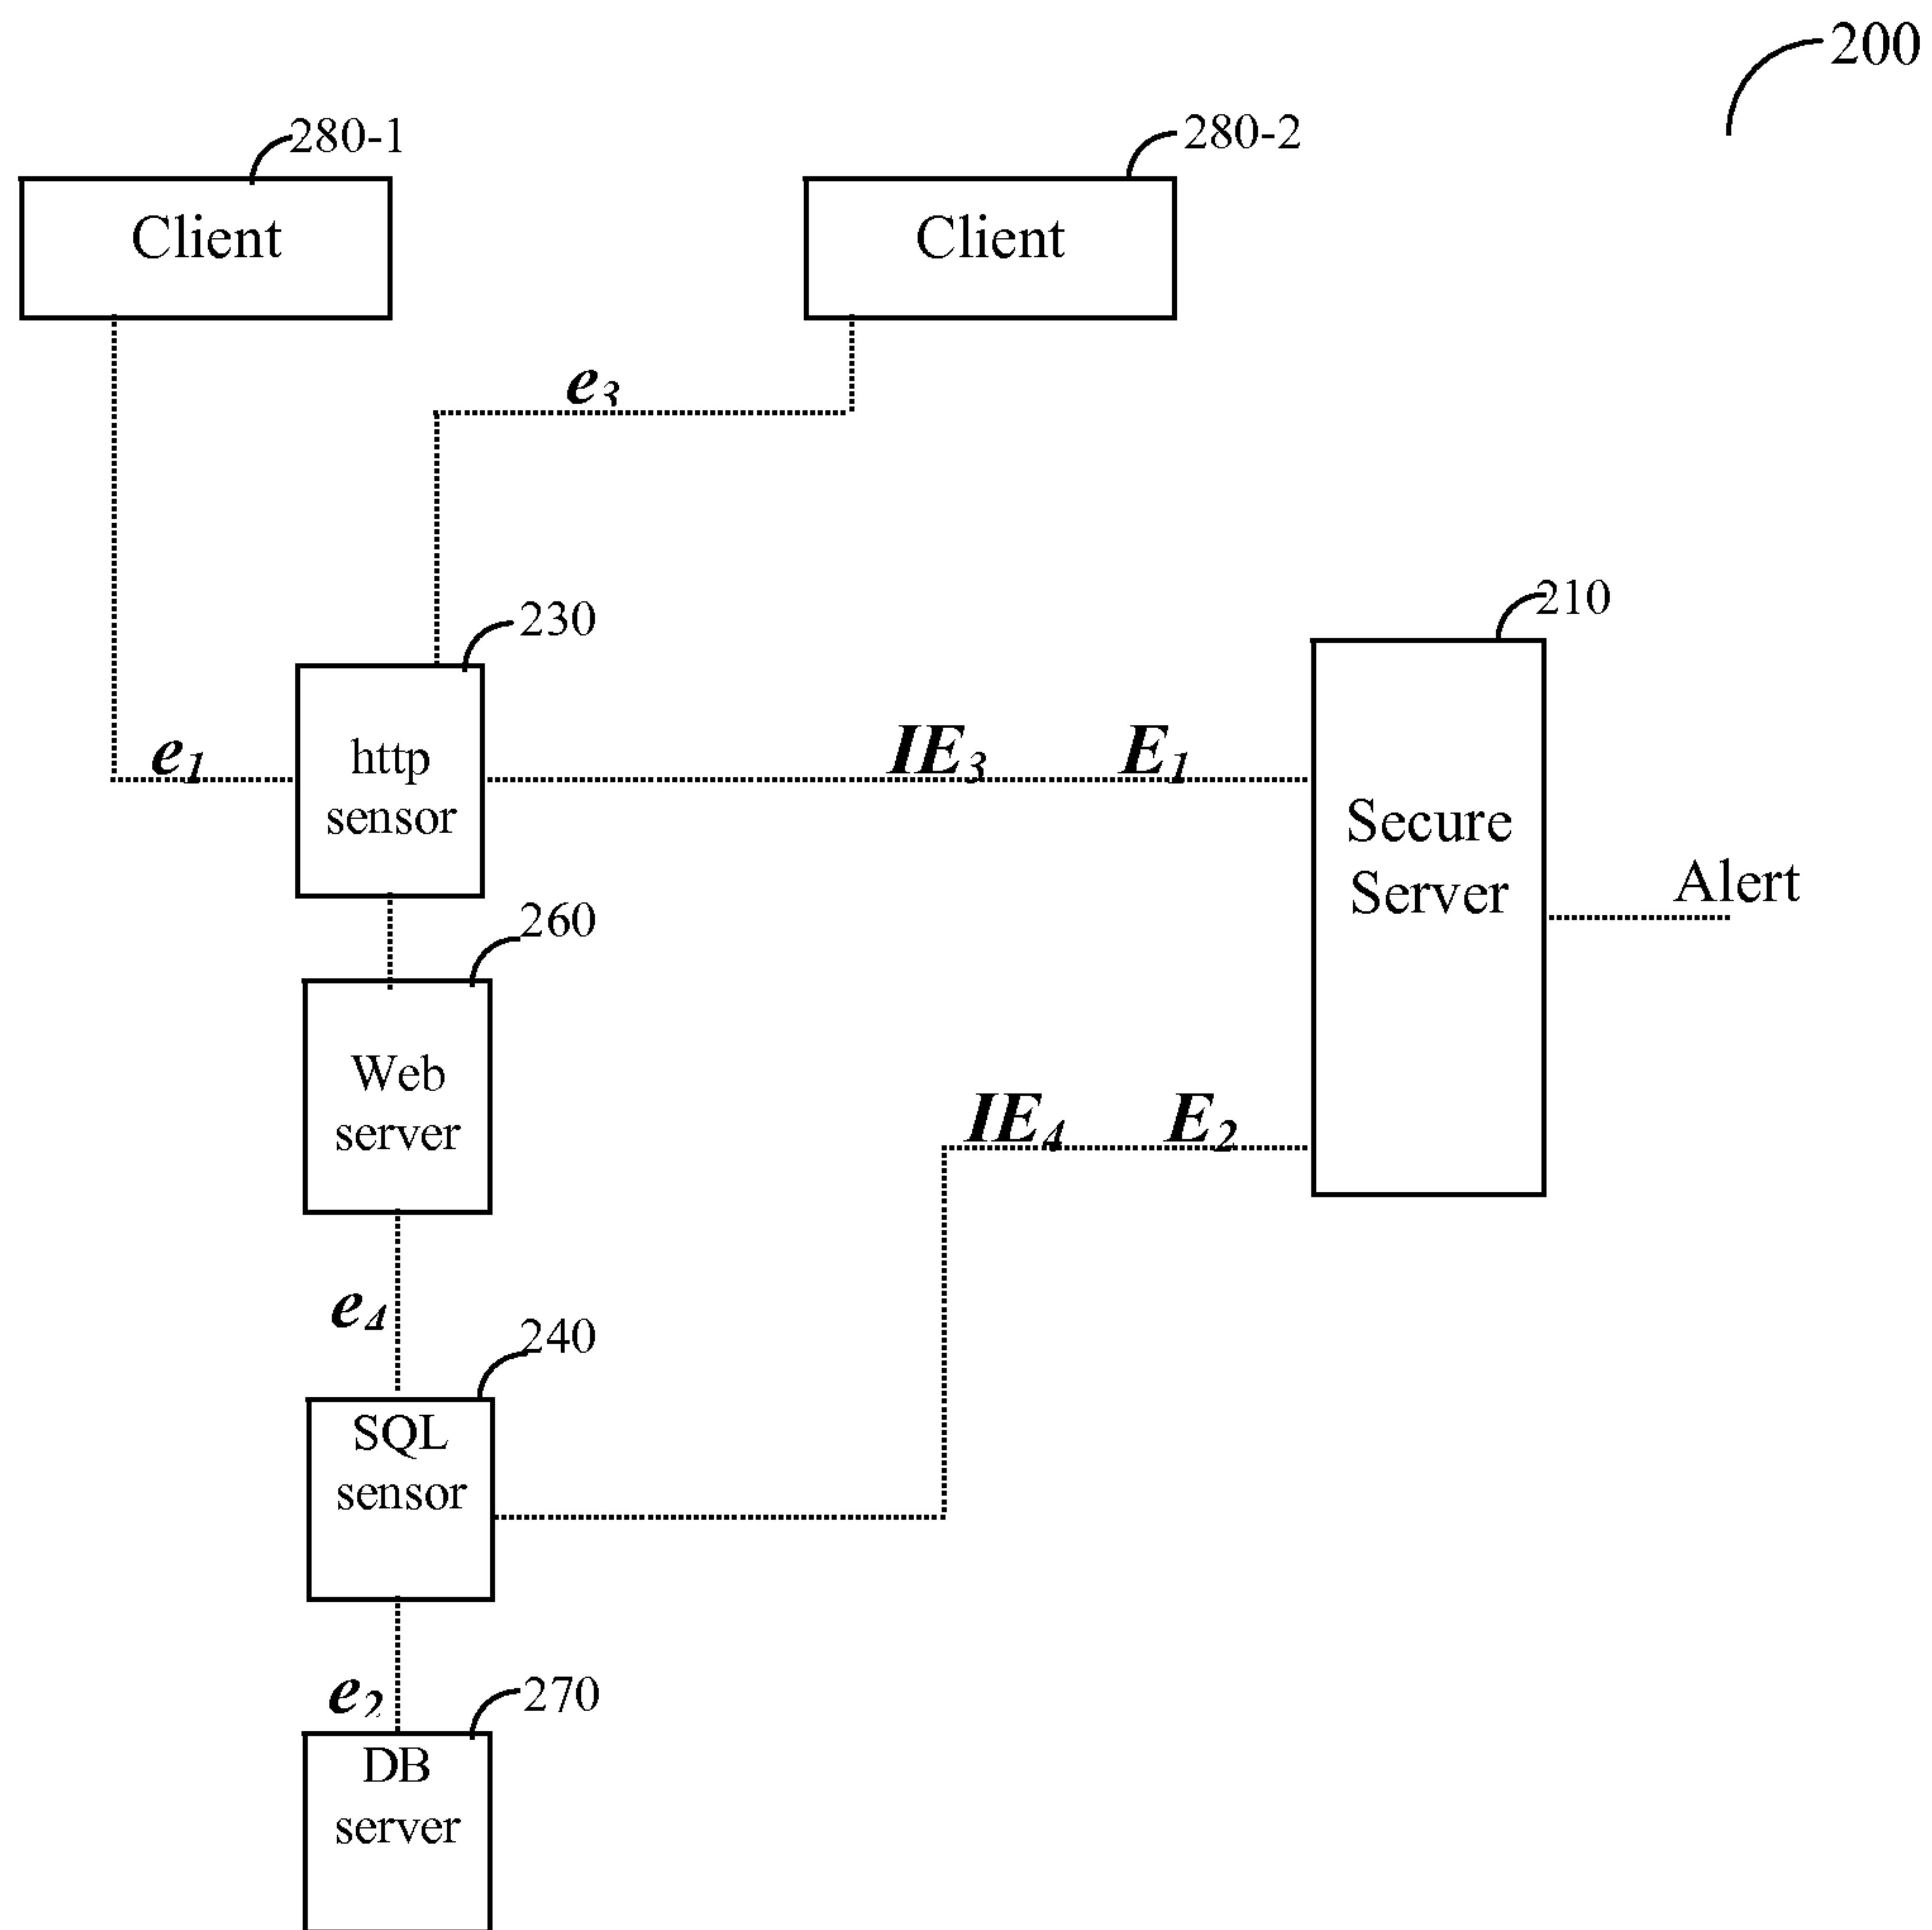 200
280-1
280-2
Client
Client
e3
230
210
http
sensor
e1
IE3
E1
Secure
Server
Alert
260
Web
server
IE4
E2
e4
240
SQL
sensor
e2
270
DB
server